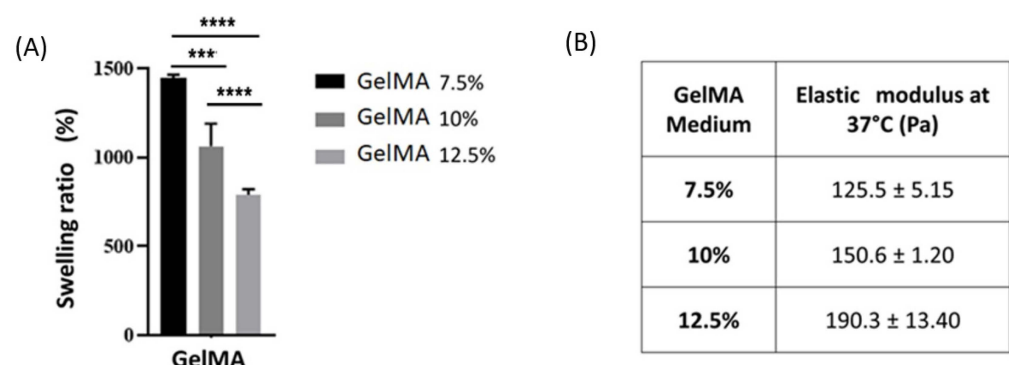 (A)
****
***
****
Swelling ratio (%)
1500
1000
500
0
GelMA
GelMA 7.5%
GelMA 10%
GelMA 12.5%
(B)
GelMA Medium
Elastic modulus at 37°C (Pa)
7.5%
125.5 ± 5.15
10%
150.6 ± 1.20
12.5%
190.3 ± 13.40